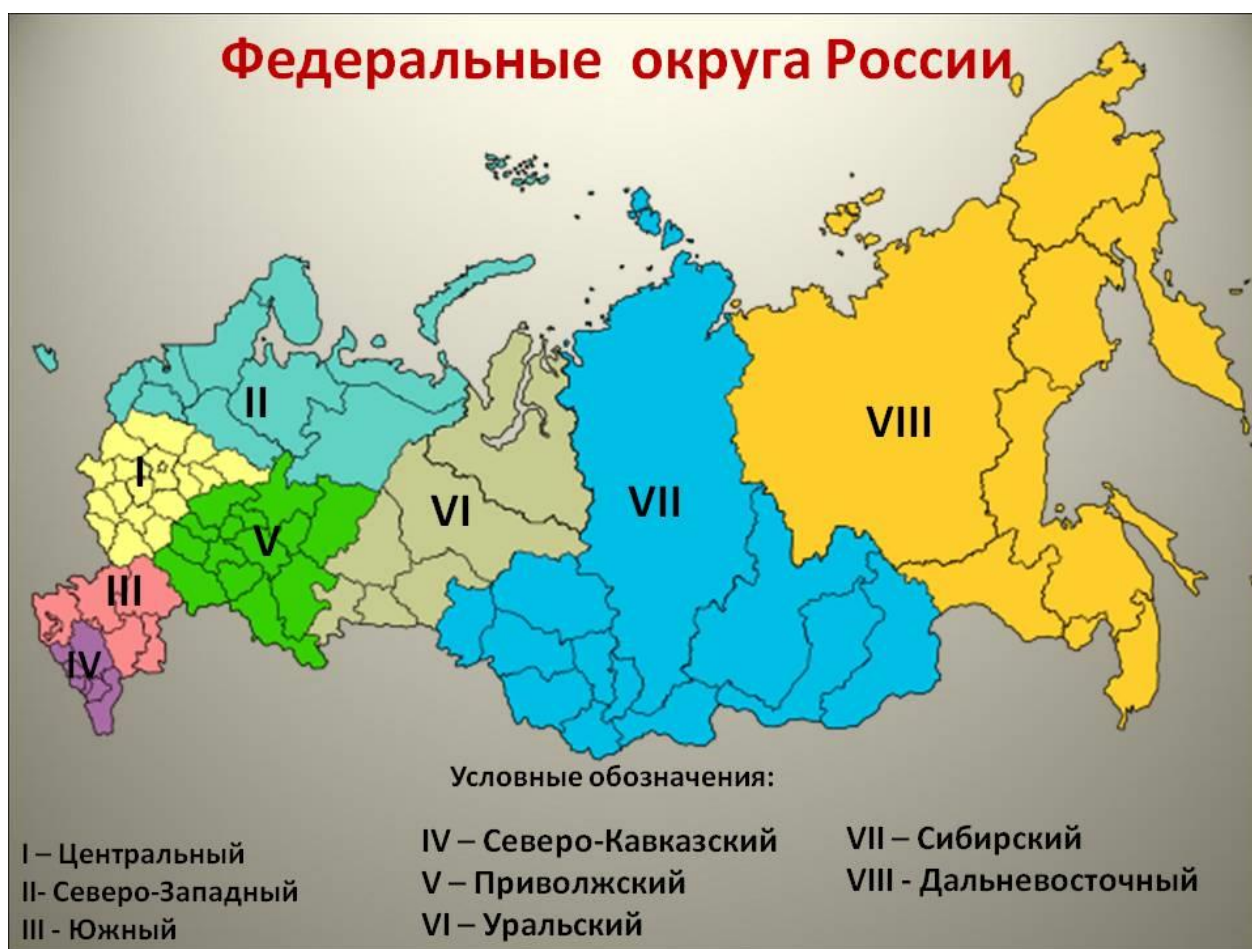 Федеральные округа России
II
I
VIII
VII
VI
V
III
IV
Условные обозначения:
I – Центральный
II- Северо-Западный
III - Южный
IV – Северо-Кавказский
V – Приволжский
VI – Уральский
VII – Сибирский
VIII - Дальневосточный